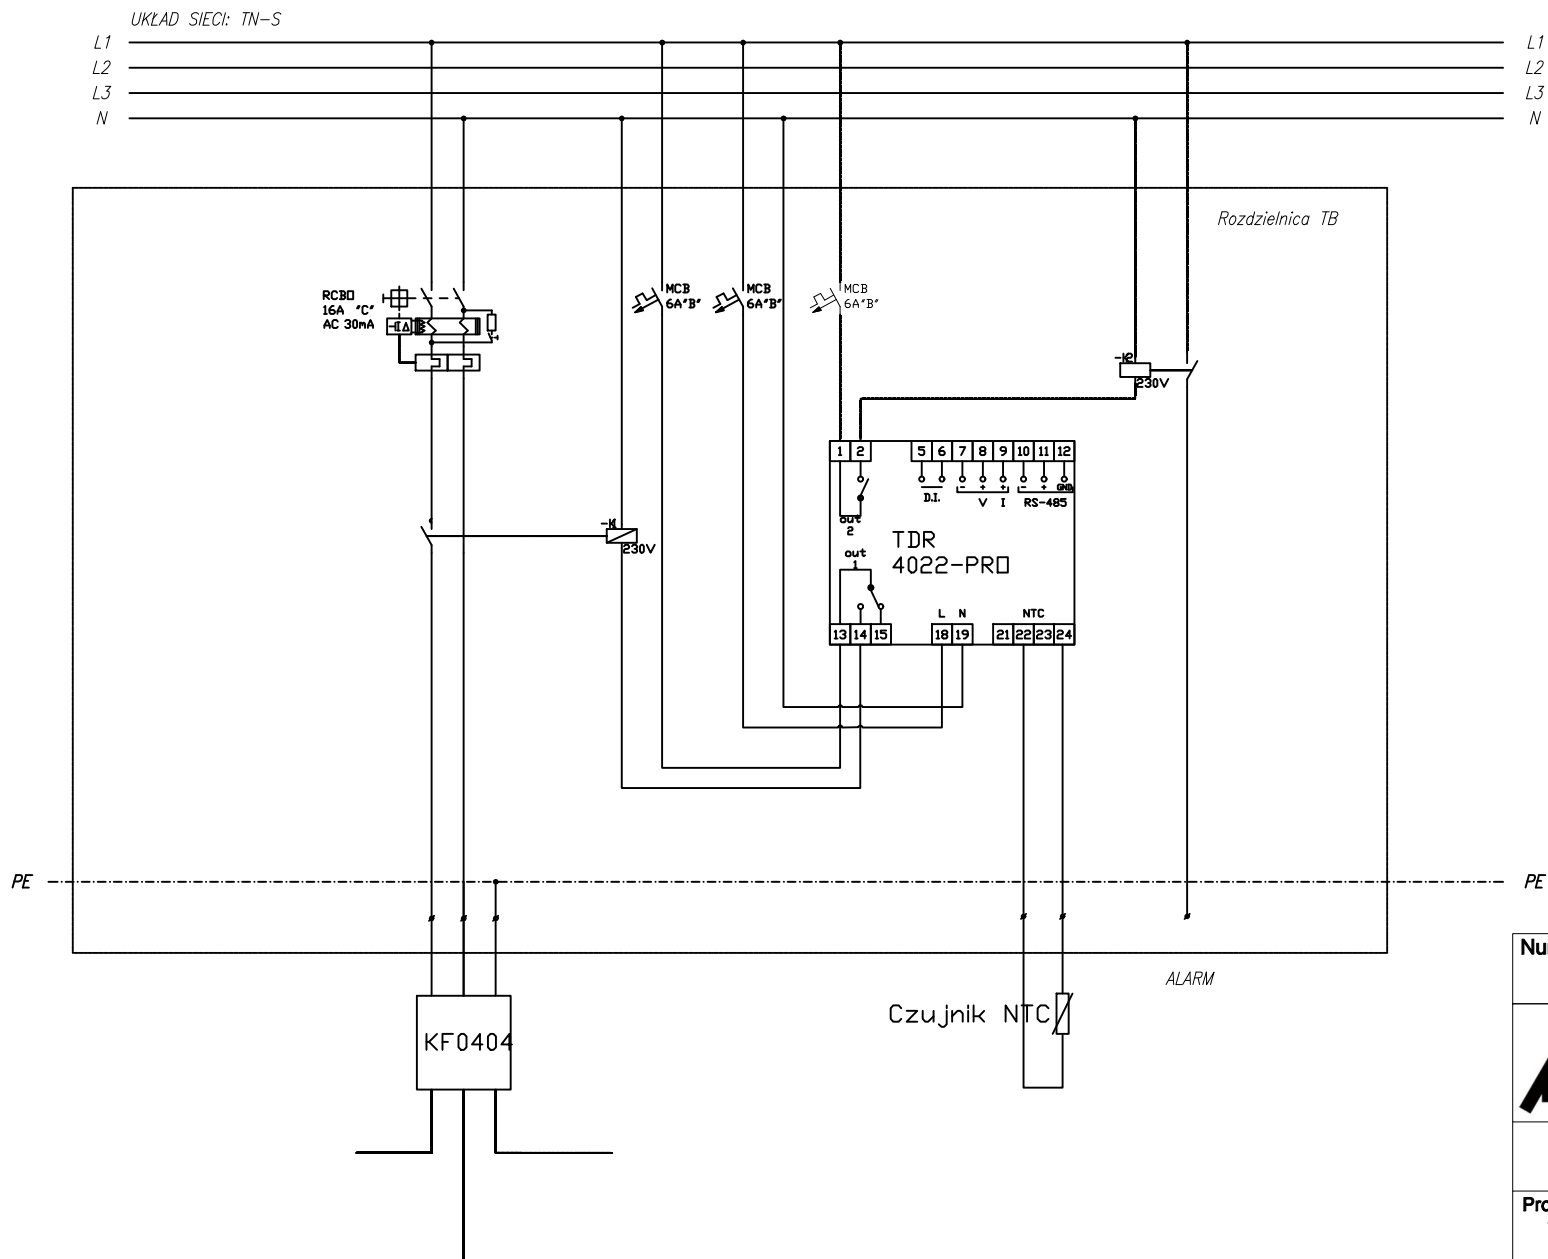 UKŁAD SIECI: TN-S
L1 L1
L2 L2
L3 L3
N N
Rozdzielnica TB
RCBO
16A "C"
AC 30mA
MCB
6A"B"
MCB
6A"B"
MCB
6A"B"
-K2
230V
1 2 5 6 7 8 9 10 11 12
- + + - + GND
D.I. V I RS-485
out
2
-K1
230V
TDR
4022-PRO
out
1
L N NTC
13 14 15 18 19 21 22 23 24
PE PE
ALARM
Czujnik NTC
KF0404